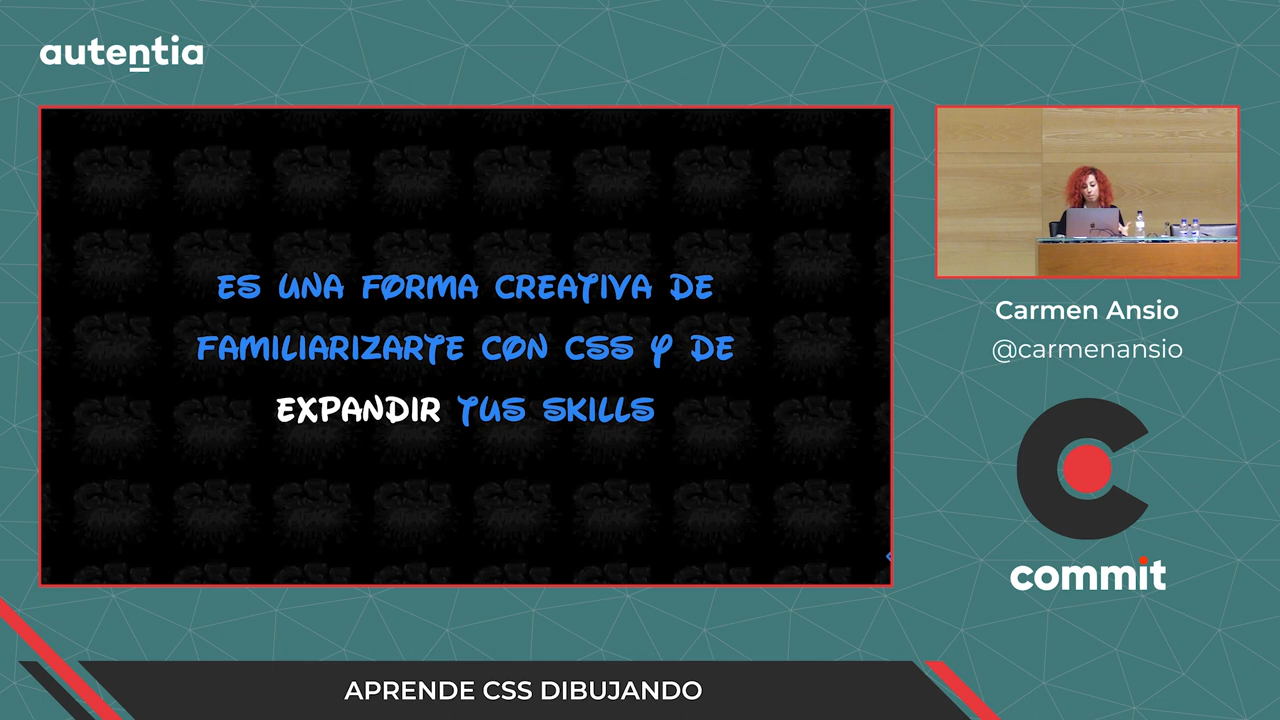 autentia
ES UNA FORMA CREATIVA DE
FAMILIARIZARTE CON CSS Y DE
EXPANDIR TUS SKILLS
Carmen Ansio
@carmenansio
commit
APRENDE CSS DIBUJANDO